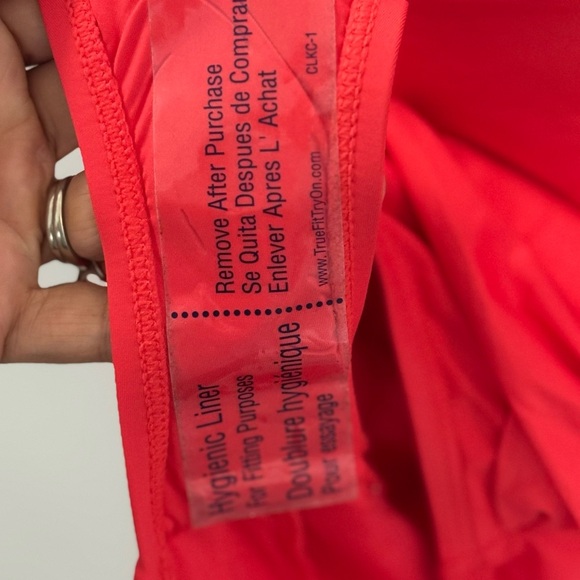 Remove After Purchase
Se Quita Despues de Comprar
Enlever Apres L' Achat
www.TrueFitTryOn.com
CLKC-1
Hygienic Liner
For Fitting Purposes
Doublure hygiénique
Pour essayage